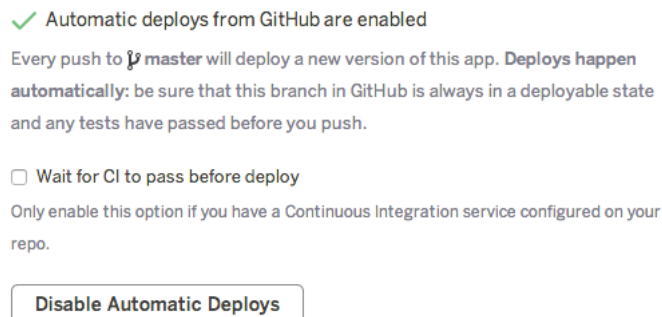 Automatic deploys from GitHub are enabled
Every push to master will deploy a new version of this app. Deploys happen
automatically: be sure that this branch in GitHub is always in a deployable state
and any tests have passed before you push.
Wait for CI to pass before deploy
Only enable this option if you have a Continuous Integration service configured on your
repo.
Disable Automatic Deploys